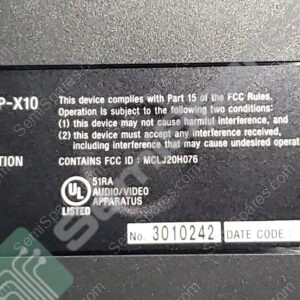 P-X10
This device complies with Part 15 of the FCC Rules.
Operation is subject to the following two conditions:
(1) this device may not cause harmful interference, and
(2) this device must accept any interference received,
including interference that may cause undesired operat
TION
CONTAINS FCC ID : MCLJ20H076
UL
LISTED
51RA
AUDIO/VIDEO
APPARATUS
No. 3010242
DATE CODE :